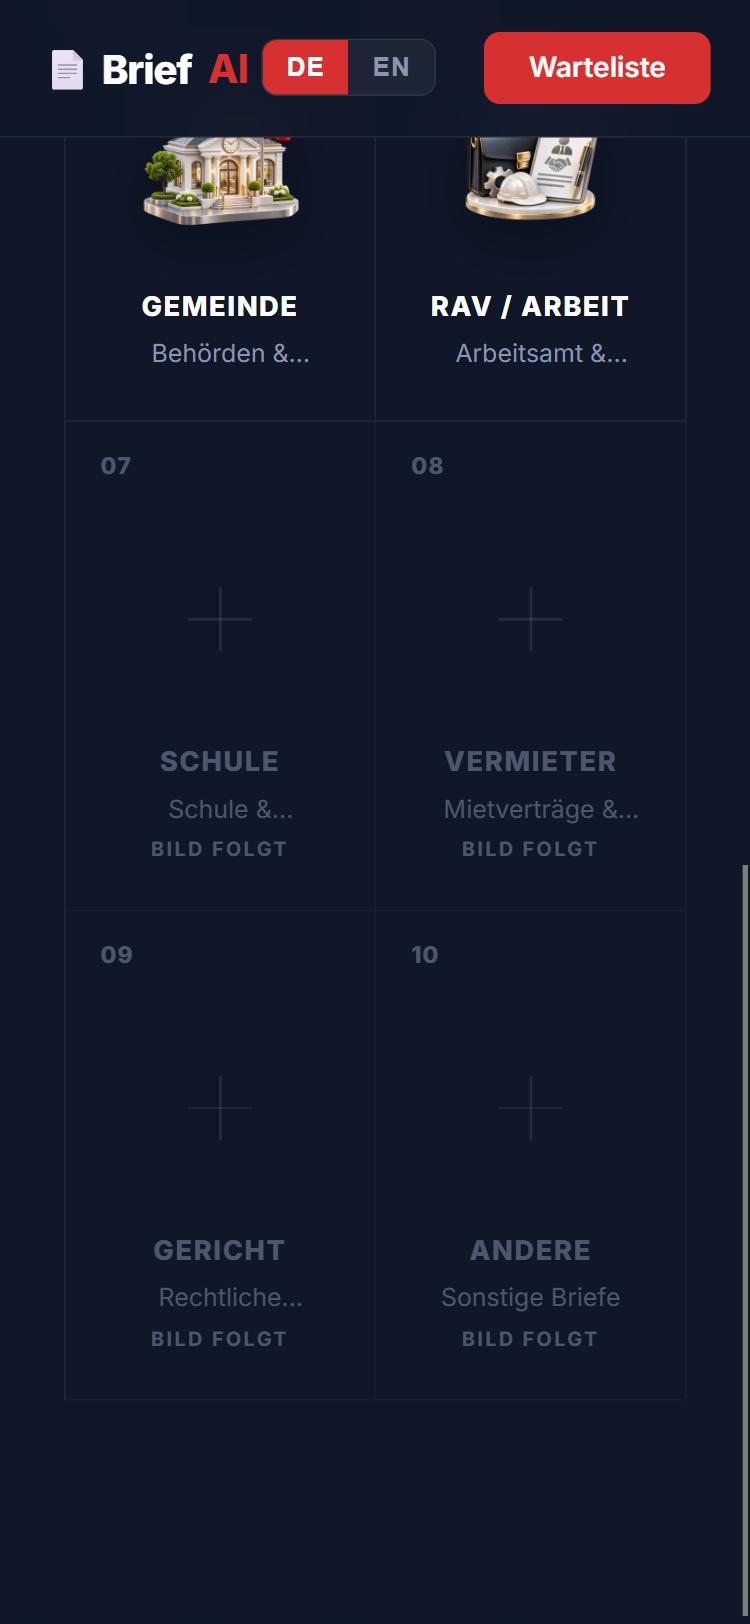 Brief AI DE EN Warteliste
GEMEINDE RAV / ARBEIT
Behörden &... Arbeitsamt &...
07 08
SCHULE VERMIETER
Schule &... Mietverträge &...
BILD FOLGT BILD FOLGT
09 10
GERICHT ANDERE
Rechtliche... Sonstige Briefe
BILD FOLGT BILD FOLGT